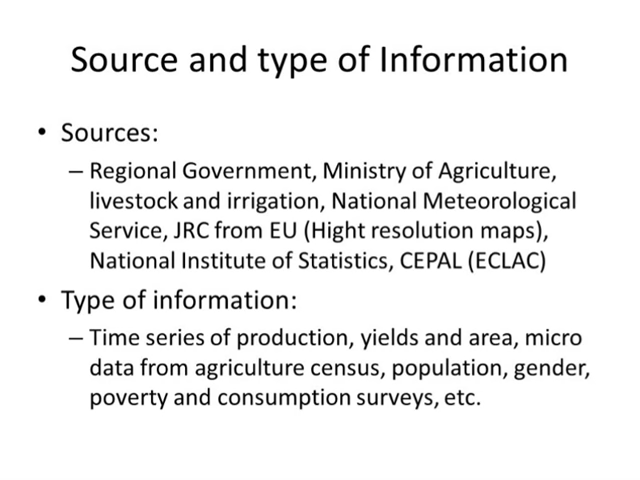 Source and type of Information
• Sources:
– Regional Government, Ministry of Agriculture,
livestock and irrigation, National Meteorological
Service, JRC from EU (Hight resolution maps),
National Institute of Statistics, CEPAL (ECLAC)
• Type of information:
– Time series of production, yields and area, micro
data from agriculture census, population, gender,
poverty and consumption surveys, etc.